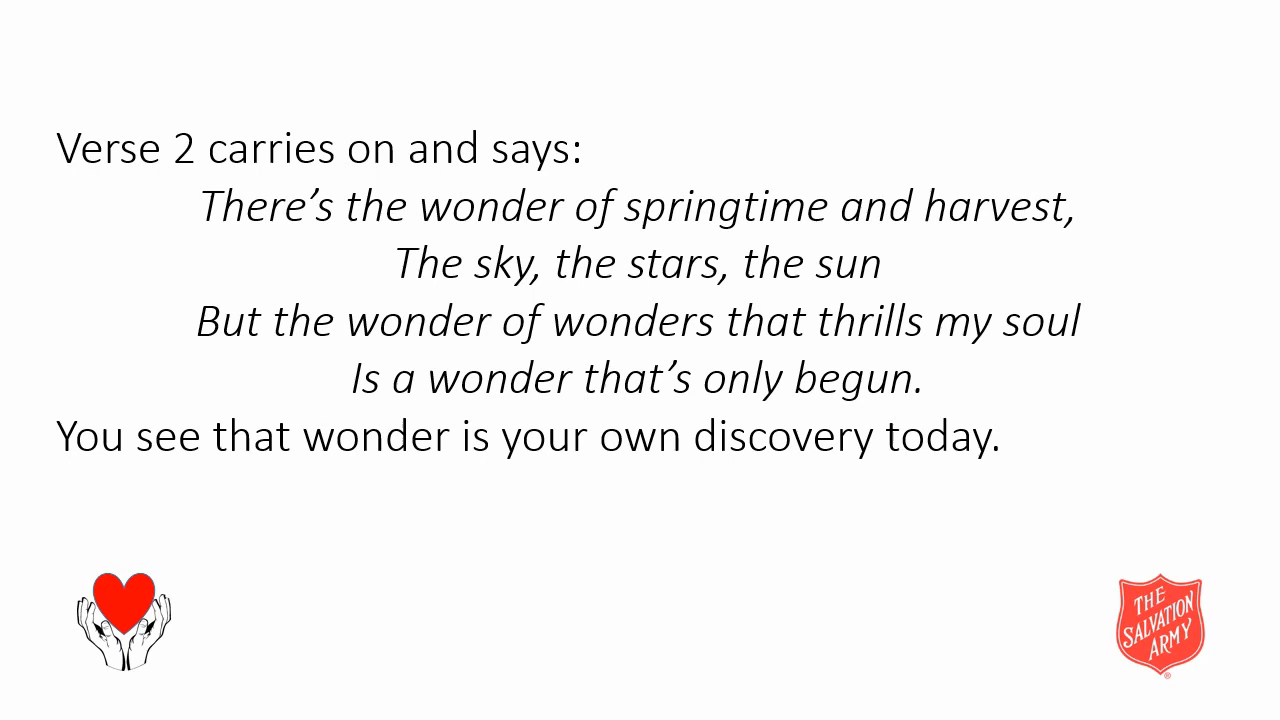 Verse 2 carries on and says:
There’s the wonder of springtime and harvest,
The sky, the stars, the sun
But the wonder of wonders that thrills my soul
Is a wonder that’s only begun.
You see that wonder is your own discovery today.
THE
SALVATION
ARMY
®